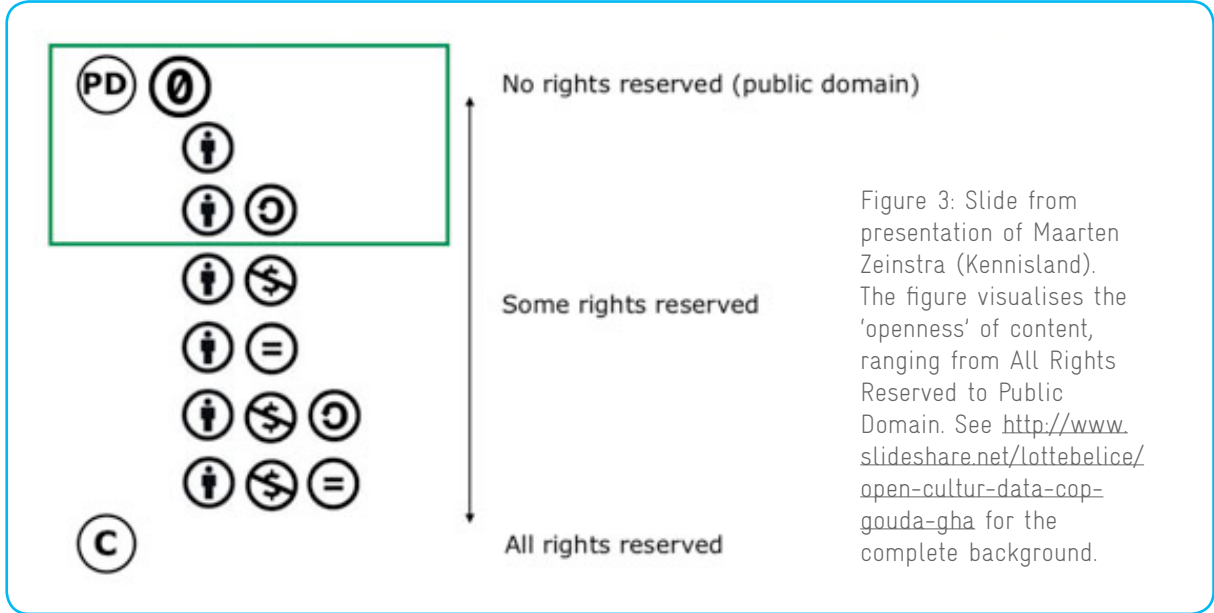 PD 0
No rights reserved (public domain)
$
Some rights reserved
=
$
$ =
C
All rights reserved
Figure 3: Slide from
presentation of Maarten
Zeinstra (Kennisland).
The figure visualises the
‘openness’ of content,
ranging from All Rights
Reserved to Public
Domain. See http://www.
slideshare.net/lottebelice/
open-cultur-data-cop-
gouda-gha for the
complete background.